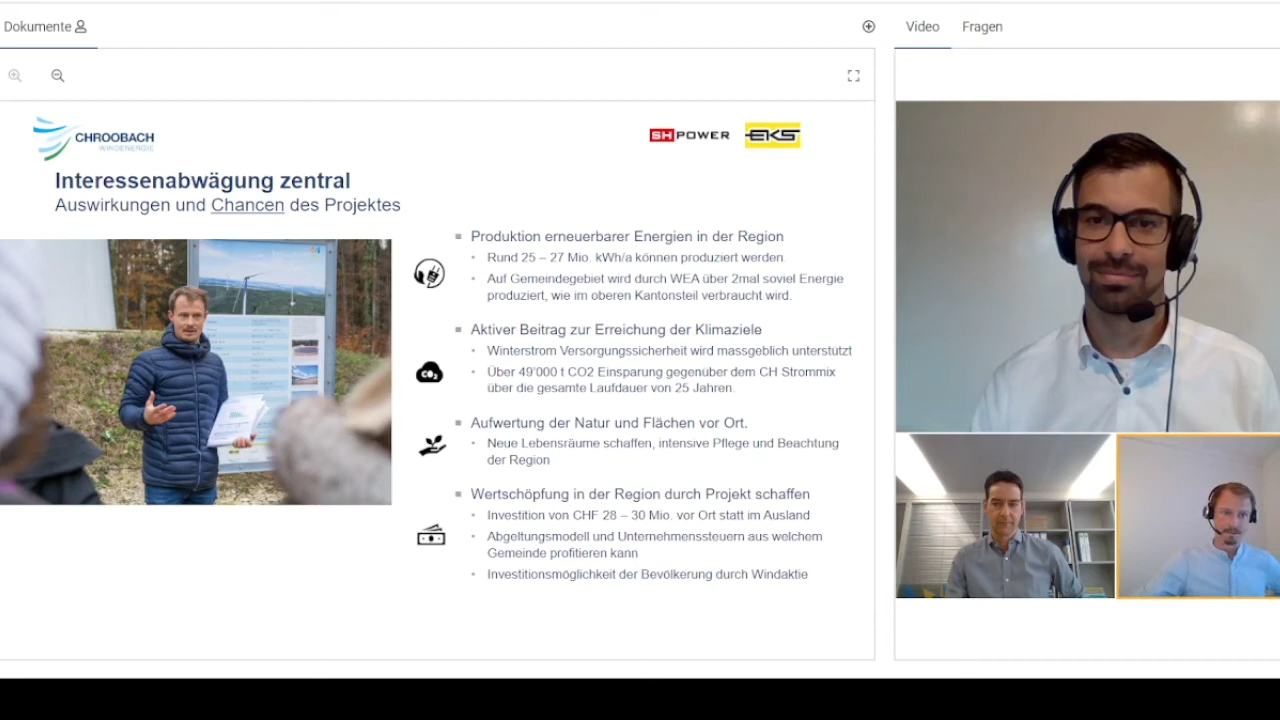 Dokumente
Video
Fragen
CHROOBACH
WINDENERGIE
SHPOWER
EKS
Interessenabwägung zentral
Auswirkungen und Chancen des Projektes
Produktion erneuerbarer Energien in der Region
Rund 25 – 27 Mio. kWh/a können produziert werden.
Auf Gemeindegebiet wird durch WEA über 2mal soviel Energie
produziert, wie im oberen Kantonsteil verbraucht wird.
Aktiver Beitrag zur Erreichung der Klimaziele
Winterstrom Versorgungssicherheit wird massgeblich unterstützt
CO₂
Über 49'000 t CO2 Einsparung gegenüber dem CH Strommix
über die gesamte Laufdauer von 25 Jahren.
Aufwertung der Natur und Flächen vor Ort.
Neue Lebensräume schaffen, intensive Pflege und Beachtung
der Region
Wertschöpfung in der Region durch Projekt schaffen
Investition von CHF 28 – 30 Mio. vor Ort statt im Ausland
Abgeltungsmodell und Unternehmenssteuern aus welchem
Gemeinde profitieren kann
Investitionsmöglichkeit der Bevölkerung durch Windaktie